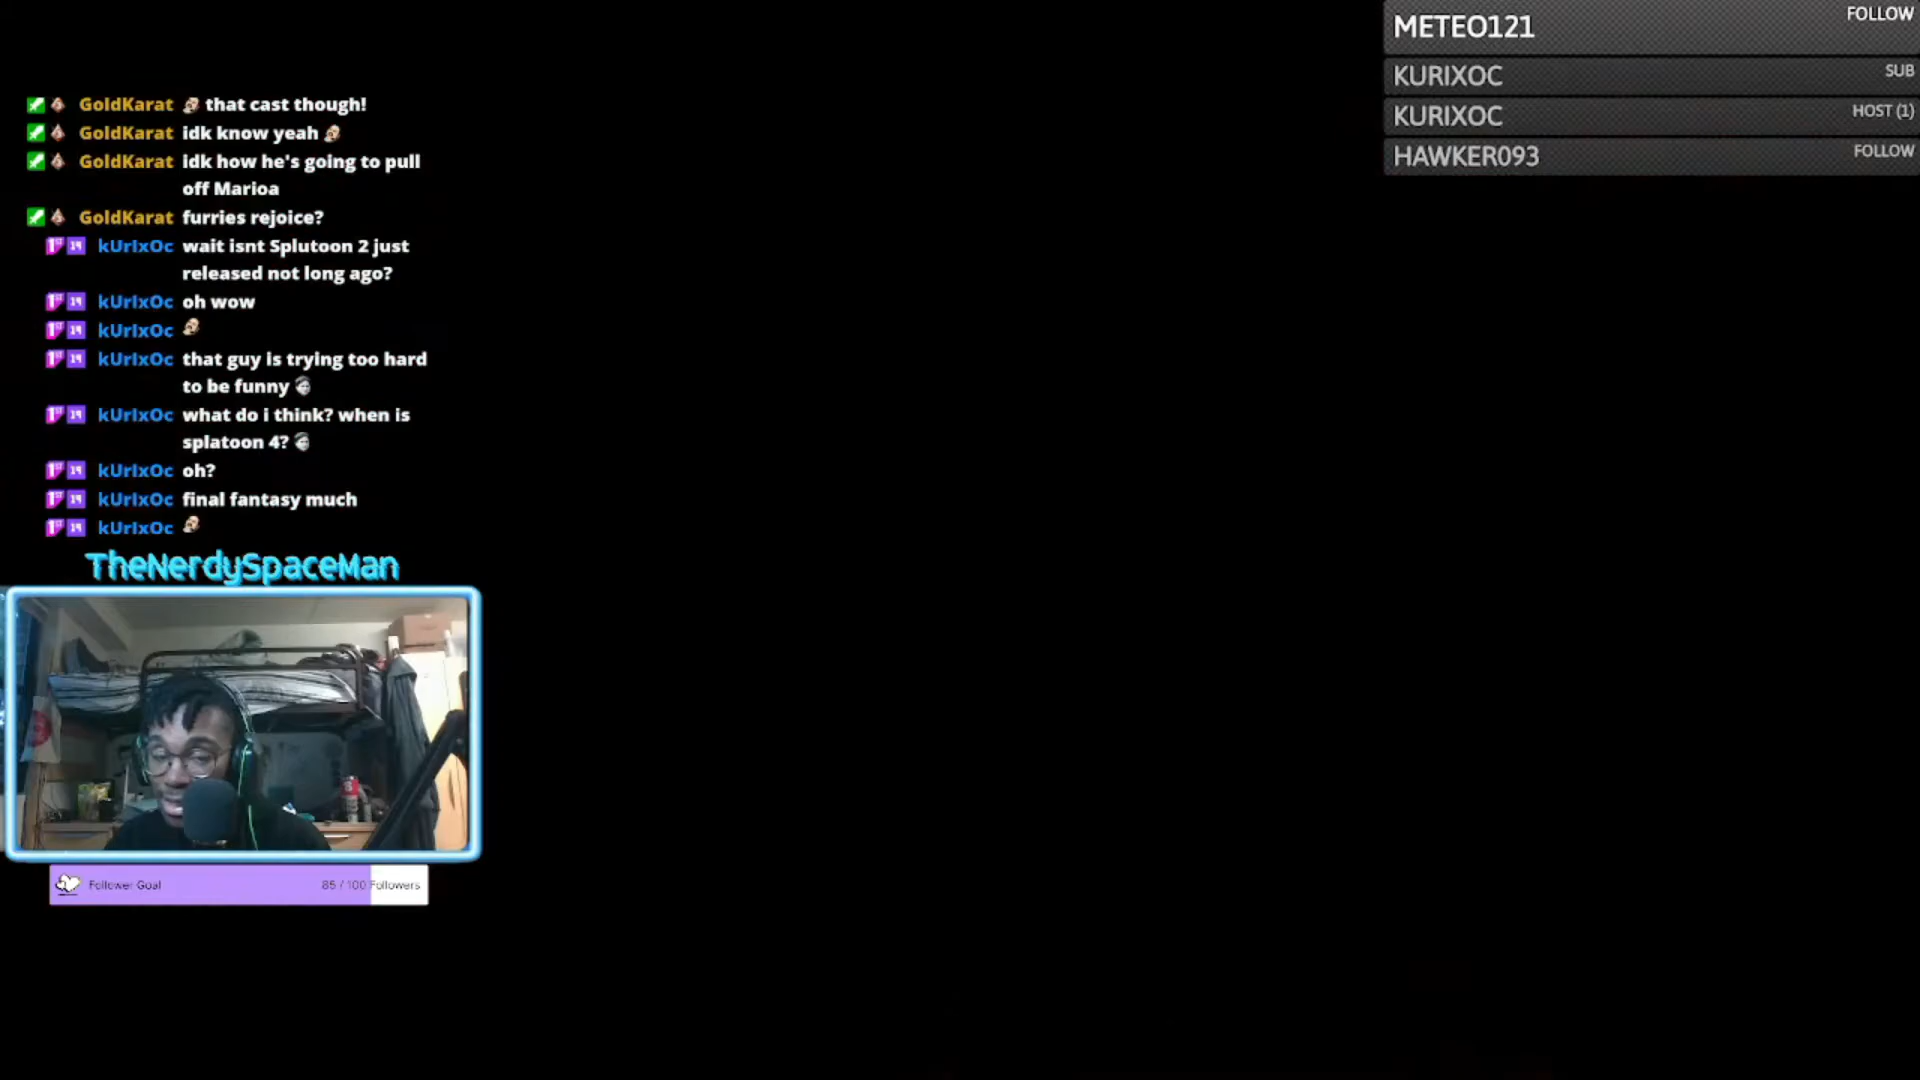 METEO121 FOLLOW
KURIXOC SUB
KURIXOC HOST (1)
HAWKER093 FOLLOW
GoldKarat that cast though!
GoldKarat idk know yeah
GoldKarat idk how he's going to pull
off Marioa
GoldKarat furries rejoice?
kUrIxOc wait isnt Splutoon 2 just
released not long ago?
kUrIxOc oh wow
kUrIxOc
kUrIxOc that guy is trying too hard
to be funny
kUrIxOc what do i think? when is
splatoon 4?
kUrIxOc oh?
kUrIxOc final fantasy much
kUrIxOc
TheNerdySpaceMan
Follower Goal 85 / 100 Followers